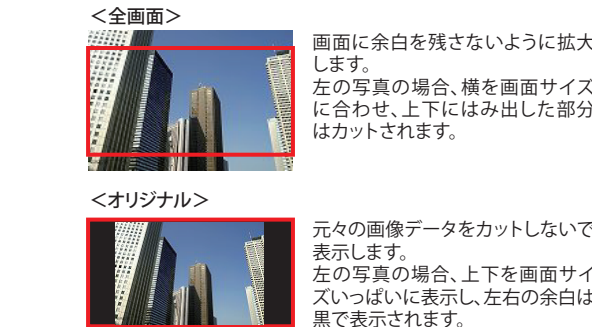 ＜全画面＞
画面に余白を残さないように拡大
します。
左の写真の場合、横を画面サイズ
に合わせ、上下にはみ出した部分
はカットされます。
＜オリジナル＞
元々の画像データをカットしないで
表示します。
左の写真の場合、上下を画面サイ
ズいっぱいに表示し、左右の余白は
黒で表示されます。